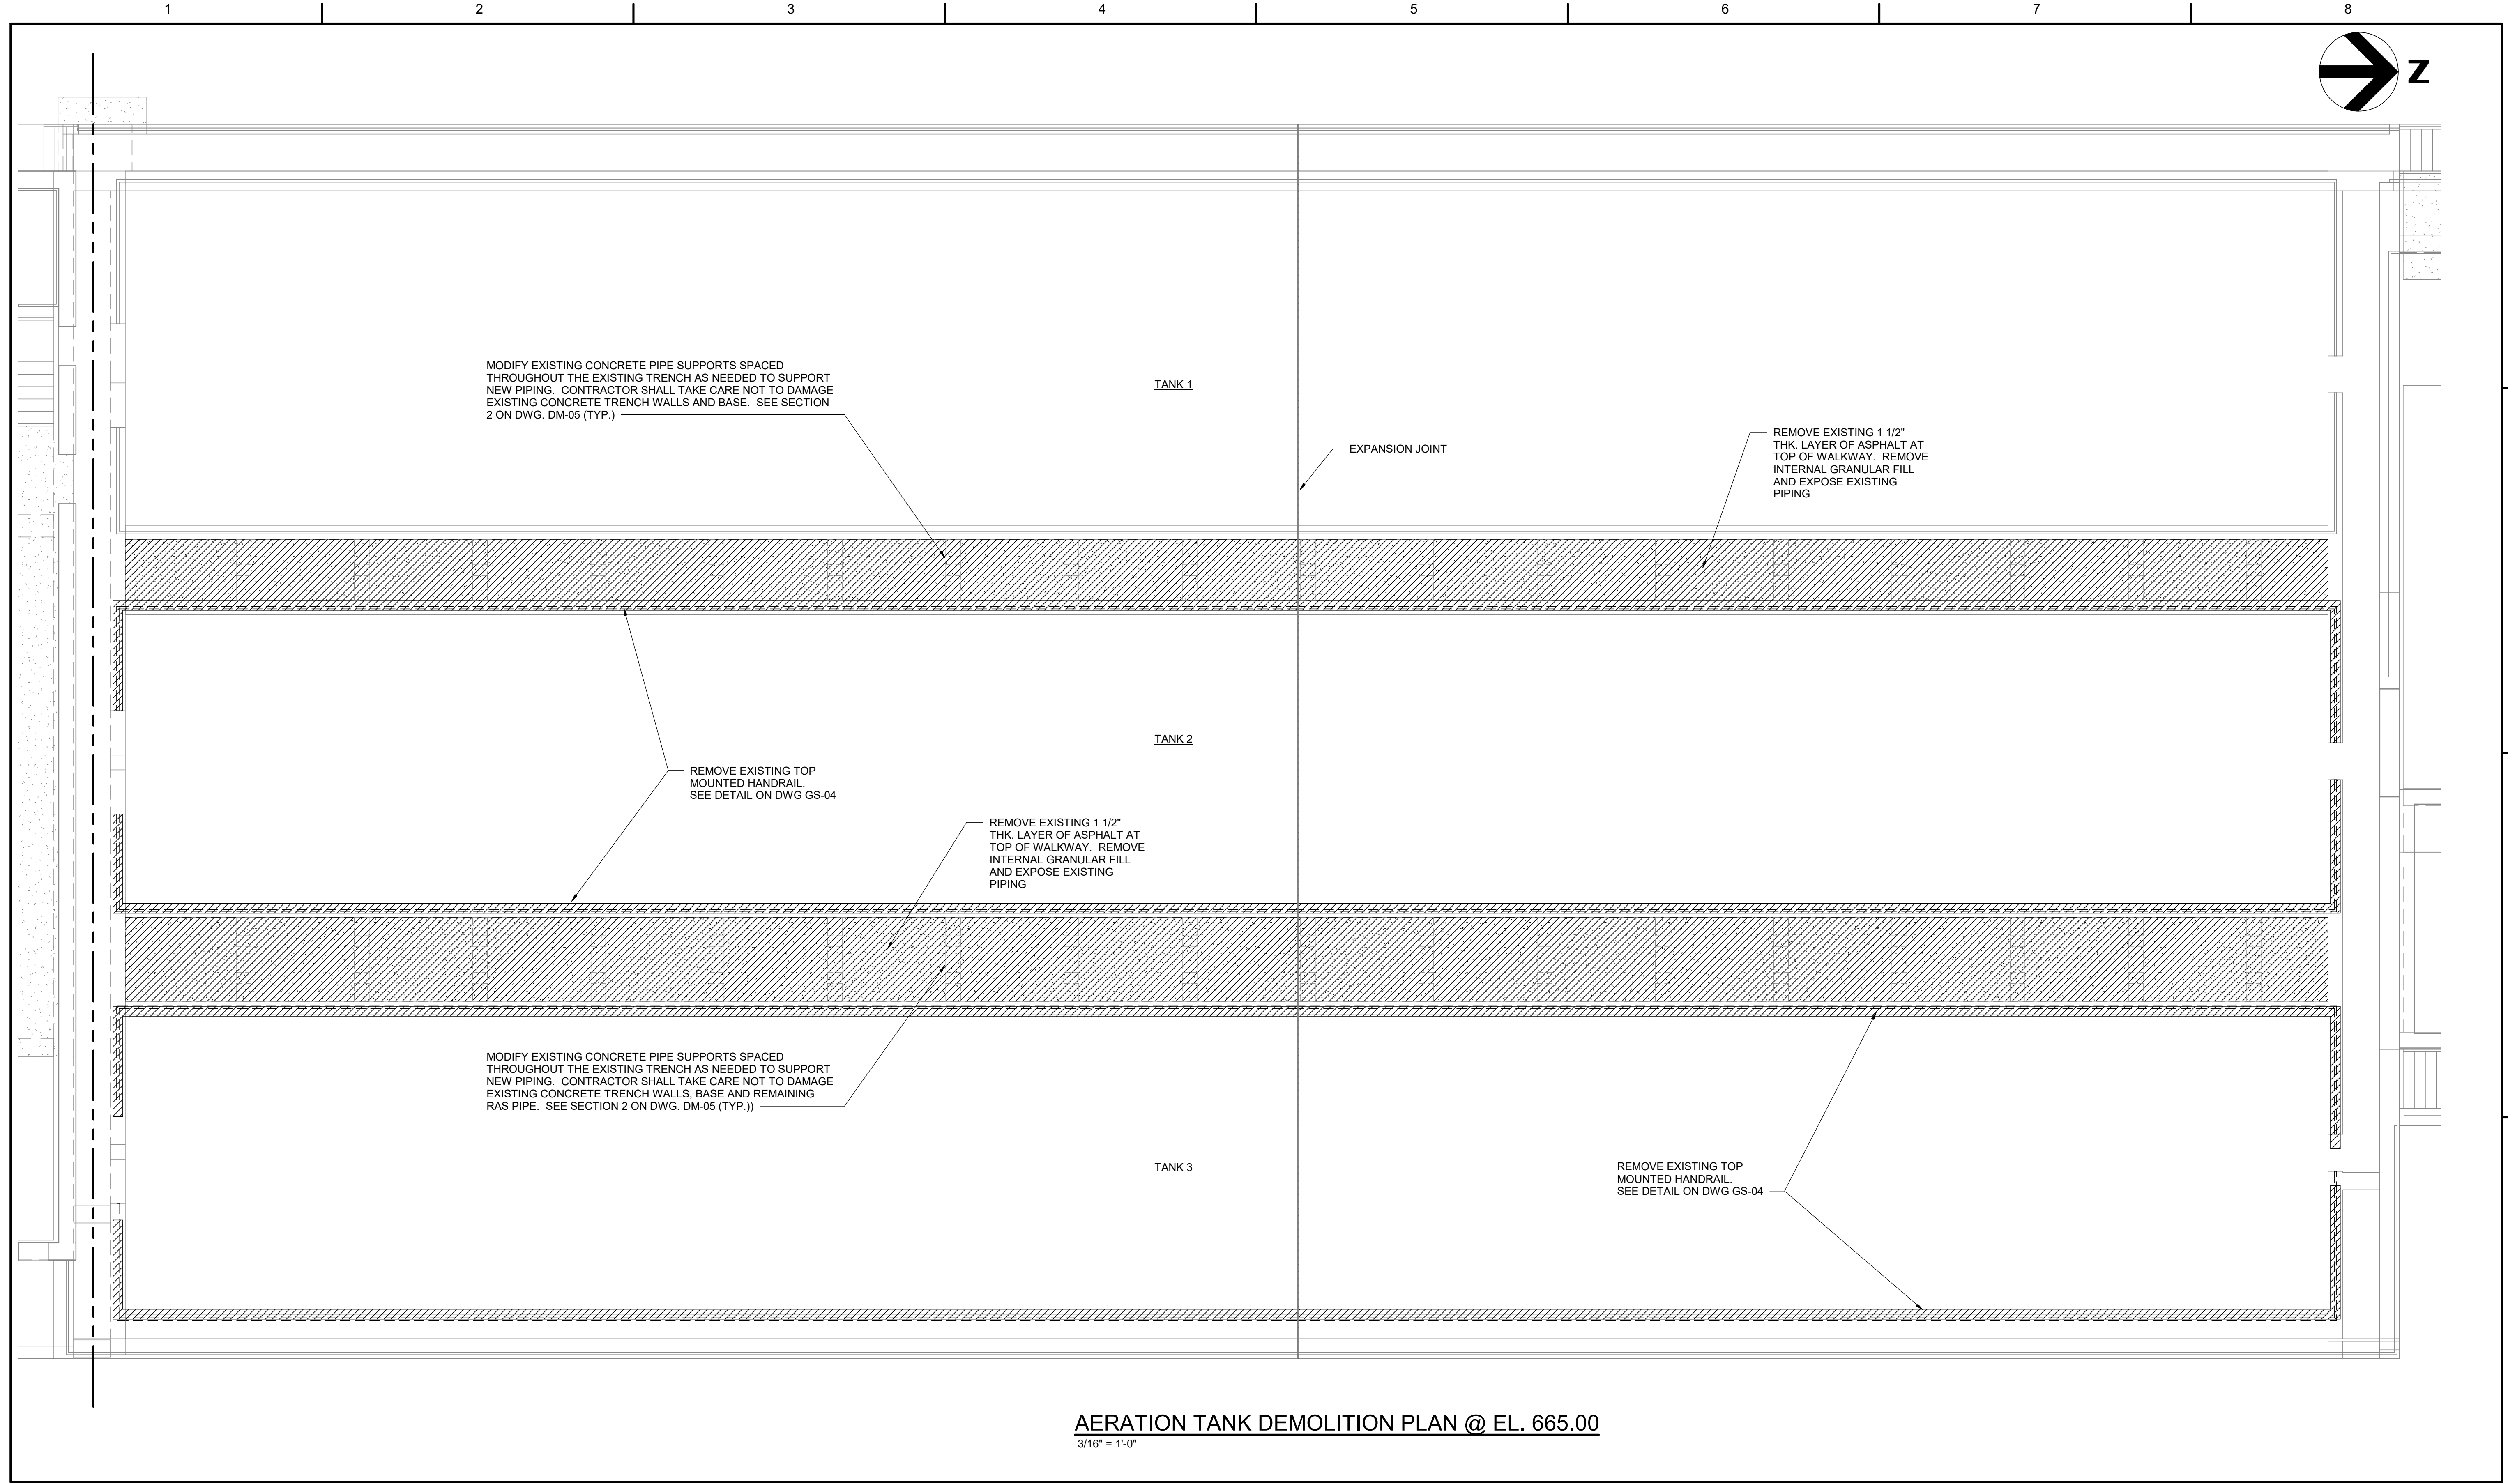 1 2 3 4 5 6 7 8
Z
MODIFY EXISTING CONCRETE PIPE SUPPORTS SPACED
THROUGHOUT THE EXISTING TRENCH AS NEEDED TO SUPPORT
NEW PIPING. CONTRACTOR SHALL TAKE CARE NOT TO DAMAGE
EXISTING CONCRETE TRENCH WALLS AND BASE. SEE SECTION
2 ON DWG. DM-05 (TYP.)
TANK 1
EXPANSION JOINT
REMOVE EXISTING 1 1/2"
THK. LAYER OF ASPHALT AT
TOP OF WALKWAY. REMOVE
INTERNAL GRANULAR FILL
AND EXPOSE EXISTING
PIPING
TANK 2
REMOVE EXISTING TOP
MOUNTED HANDRAIL.
SEE DETAIL ON DWG GS-04
REMOVE EXISTING 1 1/2"
THK. LAYER OF ASPHALT AT
TOP OF WALKWAY. REMOVE
INTERNAL GRANULAR FILL
AND EXPOSE EXISTING
PIPING
MODIFY EXISTING CONCRETE PIPE SUPPORTS SPACED
THROUGHOUT THE EXISTING TRENCH AS NEEDED TO SUPPORT
NEW PIPING. CONTRACTOR SHALL TAKE CARE NOT TO DAMAGE
EXISTING CONCRETE TRENCH WALLS, BASE AND REMAINING
RAS PIPE. SEE SECTION 2 ON DWG. DM-05 (TYP.))
TANK 3
REMOVE EXISTING TOP
MOUNTED HANDRAIL.
SEE DETAIL ON DWG GS-04
AERATION TANK DEMOLITION PLAN @ EL. 665.00
3/16" = 1'-0"